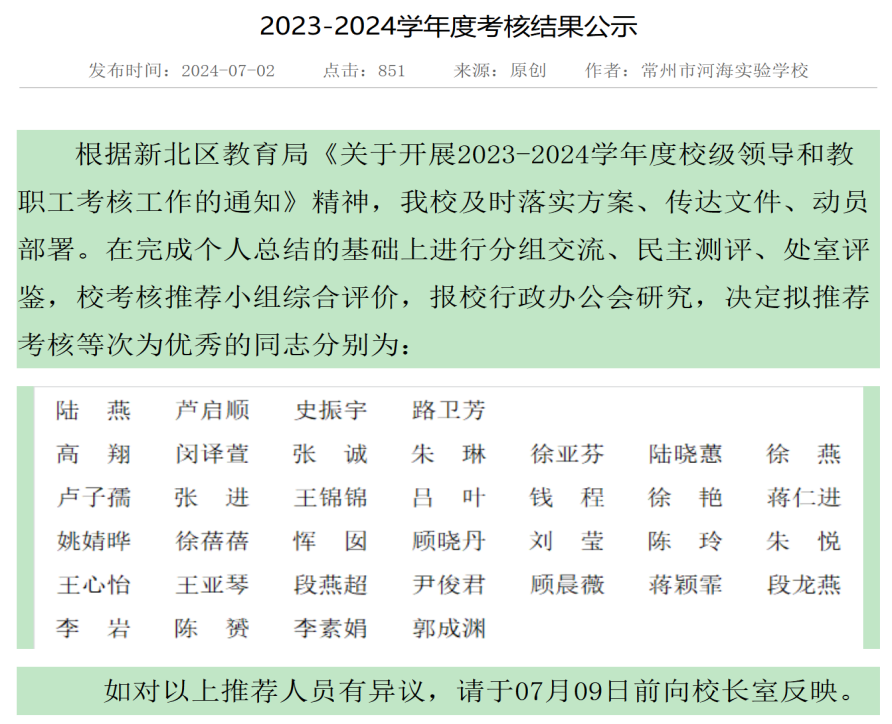 2023-2024学年度考核结果公示
发布时间：2024-07-02 点击：851 来源：原创 作者：常州市河海实验学校
根据新北区教育局《关于开展2023-2024学年度校级领导和教
职工考核工作的通知》精神，我校及时落实方案、传达文件、动员
部署。在完成个人总结的基础上进行分组交流、民主测评、处室评
鉴，校考核推荐小组综合评价，报校行政办公会研究，决定拟推荐
考核等次为优秀的同志分别为：
陆 燕 芦启顺 史振宇 路卫芳
高 翔 闵译萱 张 诚 朱 琳 徐亚芬 陆晓蕙 徐 燕
卢子孺 张 进 王锦锦 吕 叶 钱 程 徐 艳 蒋仁进
姚婧晔 徐蓓蓓 恽 囡 顾晓丹 刘 莹 陈 玲 朱 悦
王心怡 王亚琴 段燕超 尹俊君 顾晨薇 蒋颖霏 段龙燕
李 岩 陈 赟 李素娟 郭成渊
如对以上推荐人员有异议，请于07月09日前向校长室反映。